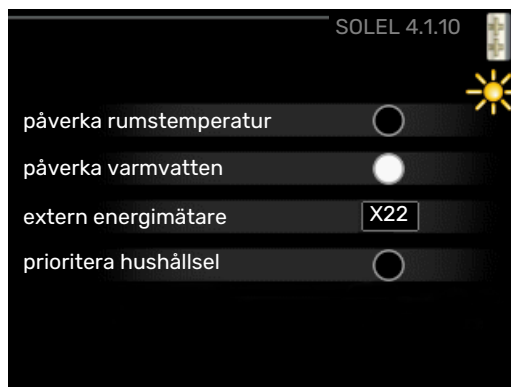 SOLEL 4.1.10
påverka rumstemperatur
påverka varmvatten
extern energimätare X22
prioritera hushållsel